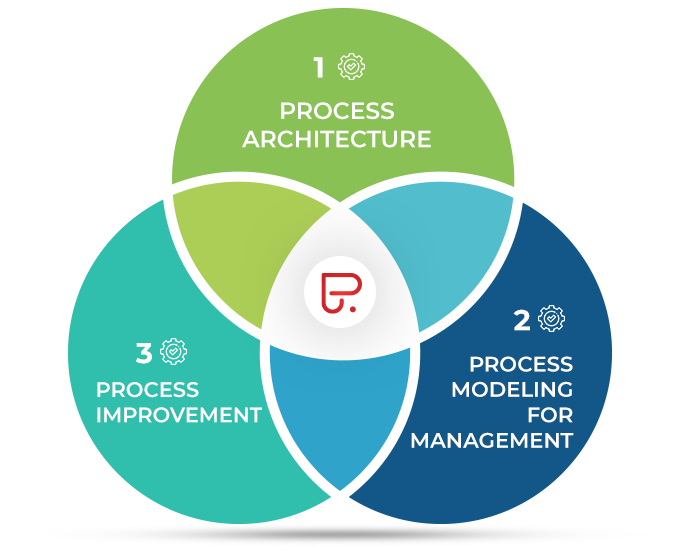 1
PROCESS
ARCHITECTURE
2
PROCESS
MODELING
FOR
MANAGEMENT
3
PROCESS
IMPROVEMENT